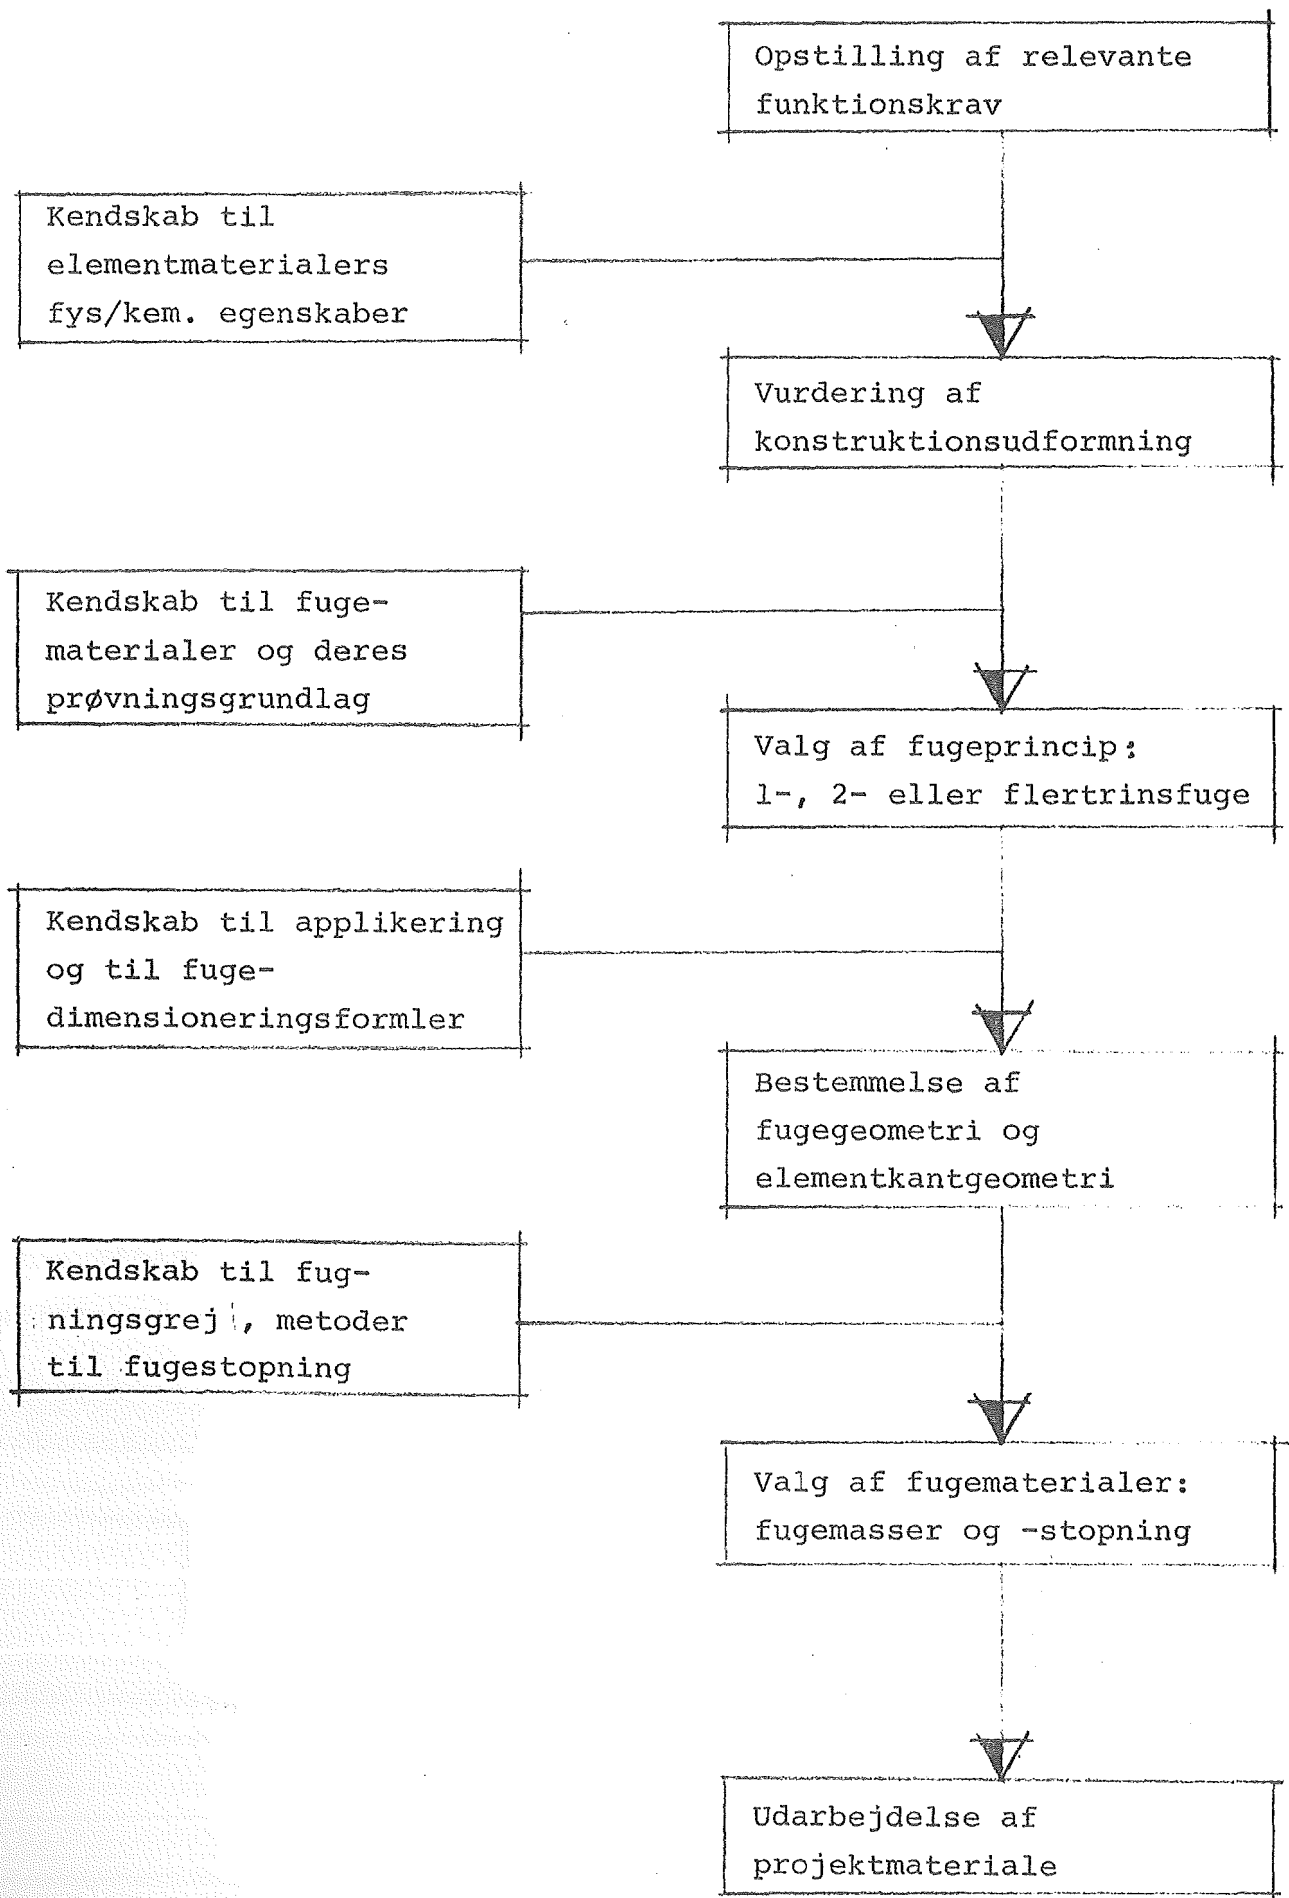 Opstilling af relevante
funktionskrav
Kendskab til
elementmaterialers
fys/kem. egenskaber
Vurdering af
konstruktionsudformning
Kendskab til fuge-
materialer og deres
prøvningsgrundlag
Valg af fugeprincip:
1-, 2- eller flertrinsfuge
Kendskab til applikering
og til fuge-
dimensioneringsformler
Bestemmelse af
fugegeometri og
elementkantgeometri
Kendskab til fug-
ningsgrej , metoder
til fugestopning
Valg af fugematerialer:
fugemasser og -stopning
Udarbejdelse af
projektmateriale